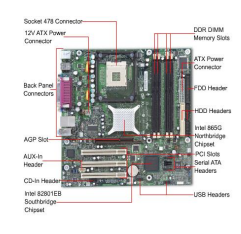 Socket 478 Connector
12V ATX Power
Connector
DDR DIMM
Memory Slots
ATX Power
Connector
FDD Header
Back Panel
Connectors
HDD Headers
Intel 865G
Northbridge
Chipset
AGP Slot
PCI Slots
AUX-In
Header
Serial ATA
Headers
CD-In Header
Intel 82801EB
Southbridge
Chipset
USB Headers